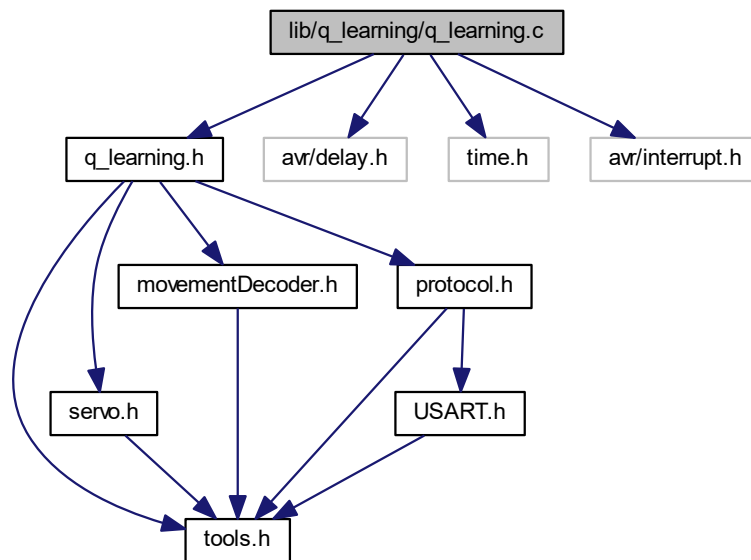 lib/q_learning/q_learning.c
q_learning.h
avr/delay.h
time.h
avr/interrupt.h
movementDecoder.h
protocol.h
servo.h
USART.h
tools.h